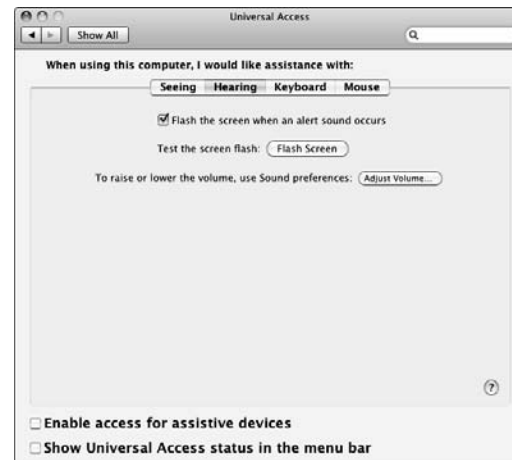 Universal Access
Show All
When using this computer, I would like assistance with:
Seeing Hearing Keyboard Mouse
Flash the screen when an alert sound occurs
Test the screen flash: Flash Screen
To raise or lower the volume, use Sound preferences: Adjust Volume...
?
Enable access for assistive devices
Show Universal Access status in the menu bar